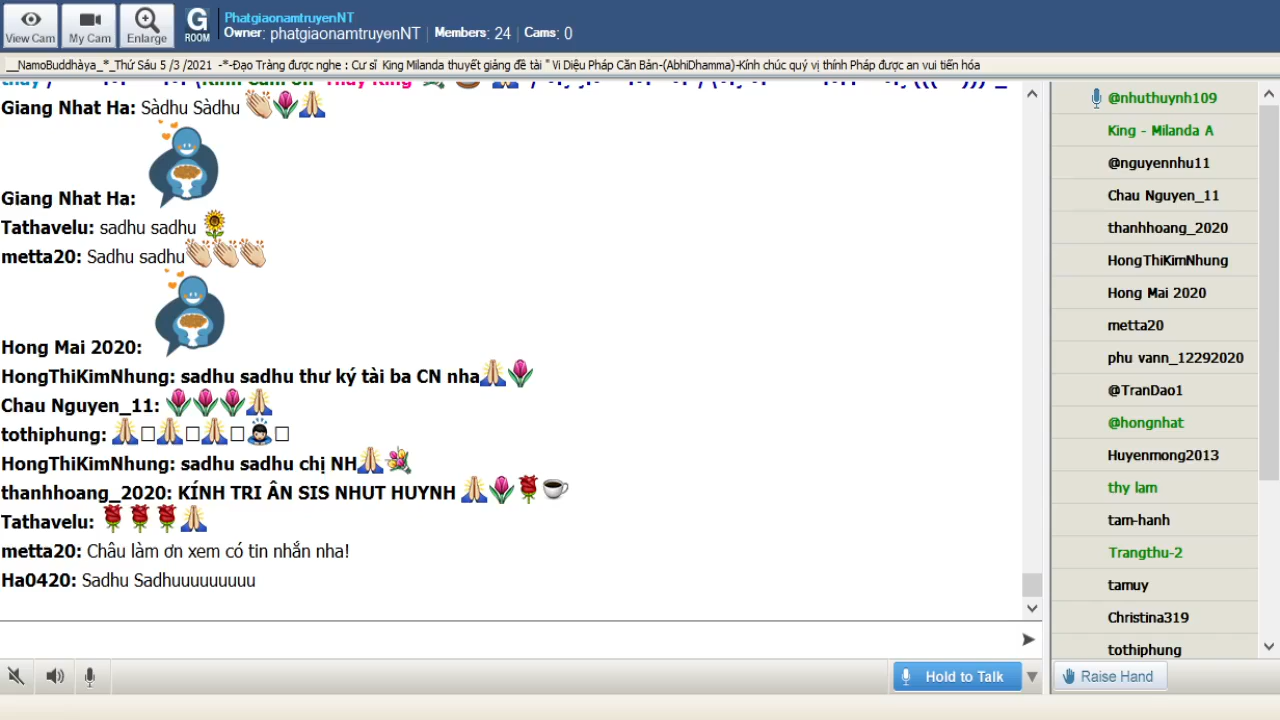 View Cam
My Cam
Enlarge
G
ROOM
PhatgiaonamtruyenNT
Owner: phatgiaonamtruyenNT | Members: 24 | Cams: 0
__NamoBuddhàya_*_Thứ Sáu 5 /3 /2021 -*-Đạo Tràng được nghe : Cư sĩ King Milanda thuyết giảng đề tài " Vi Diệu Pháp Căn Bản-(AbhiDhamma)-Kính chúc quý vị thính Pháp được an vui tiến hóa
Giang Nhat Ha: Sàdhu Sàdhu 👏🌷🙏
Giang Nhat Ha:
Tathavelu: sadhu sadhu 🌻
metta20: Sadhu sadhu👏👏👏
Hong Mai 2020:
HongThiKimNhung: sadhu sadhu thư ký tài ba CN nha🙏🌷
Chau Nguyen_11: 🌷🌷🌷🙏
tothiphung: 🙏□🙏□🙏□🙇□
HongThiKimNhung: sadhu sadhu chị NH🙏💐
thanhhoang_2020: KÍNH TRI ÂN SIS NHUT HUYNH 🙏🌷🌹☕
Tathavelu: 🌹🌹🌹🙏
metta20: Châu làm ơn xem có tin nhắn nha!
Ha0420: Sadhu Sadhuuuuuuuuu
@nhuthuynh109
King - Milanda A
@nguyennhu11
Chau Nguyen_11
thanhhoang_2020
HongThiKimNhung
Hong Mai 2020
metta20
phu vann_12292020
@TranDao1
@hongnhat
Huyenmong2013
thy lam
tam-hanh
Trangthu-2
tamuy
Christina319
tothiphung
Hold to Talk
Raise Hand